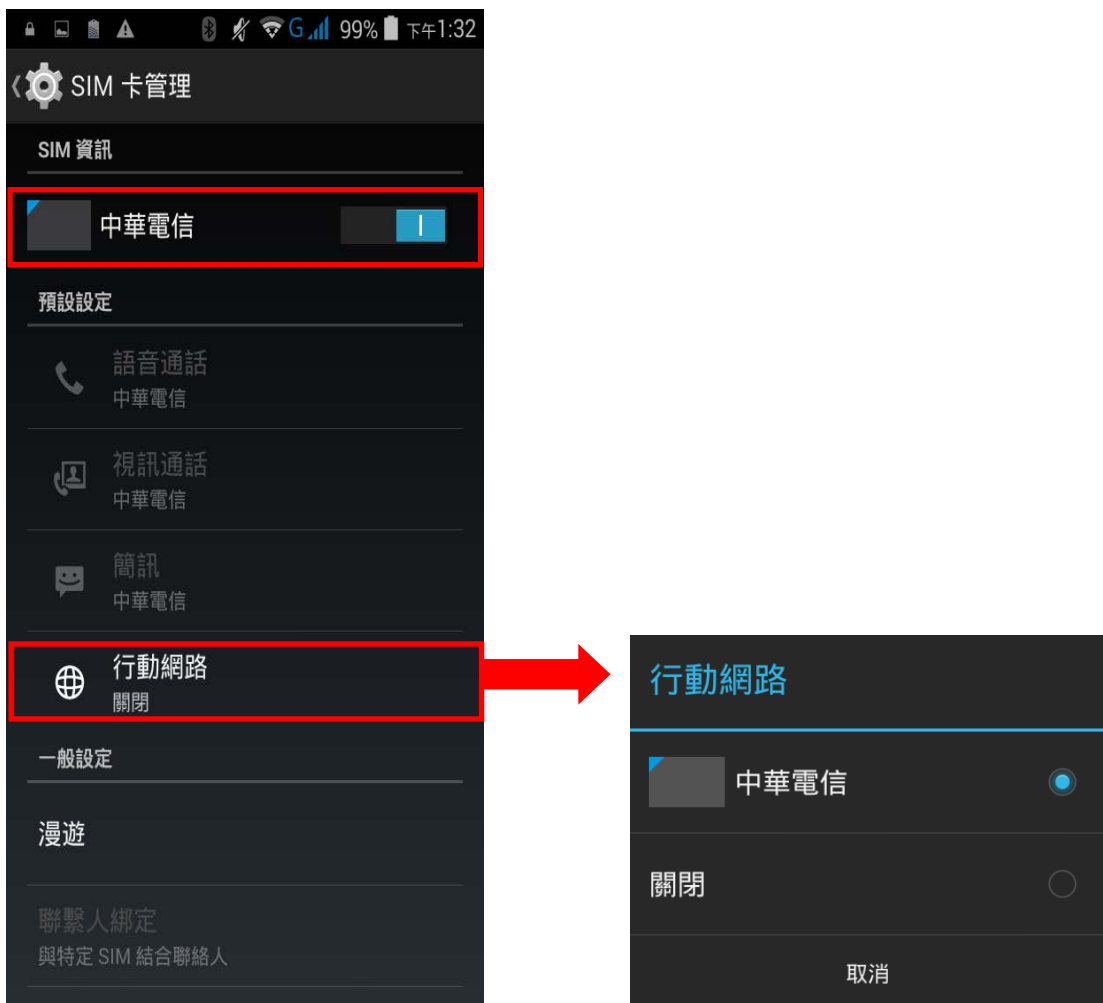 G 99% 下午1:32
SIM 卡管理
SIM 資訊
中華電信
預設設定
語音通話
中華電信
視訊通話
中華電信
簡訊
中華電信
行動網路
關閉
一般設定
漫遊
聯繫人綁定
與特定 SIM 結合聯絡人
行動網路
中華電信
關閉
取消